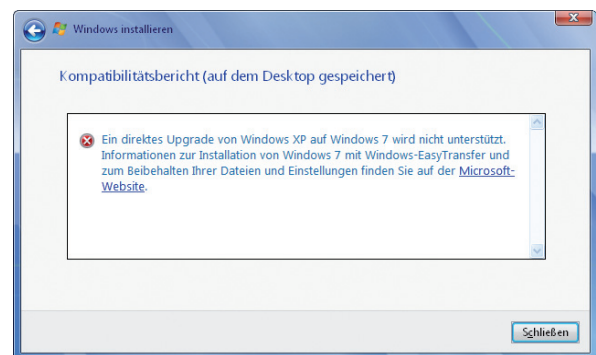 Windows installieren
Kompatibilitätsbericht (auf dem Desktop gespeichert)
Ein direktes Upgrade von Windows XP auf Windows 7 wird nicht unterstützt.
Informationen zur Installation von Windows 7 mit Windows-EasyTransfer und
zum Beibehalten Ihrer Dateien und Einstellungen finden Sie auf der Microsoft-
Website.
Schließen